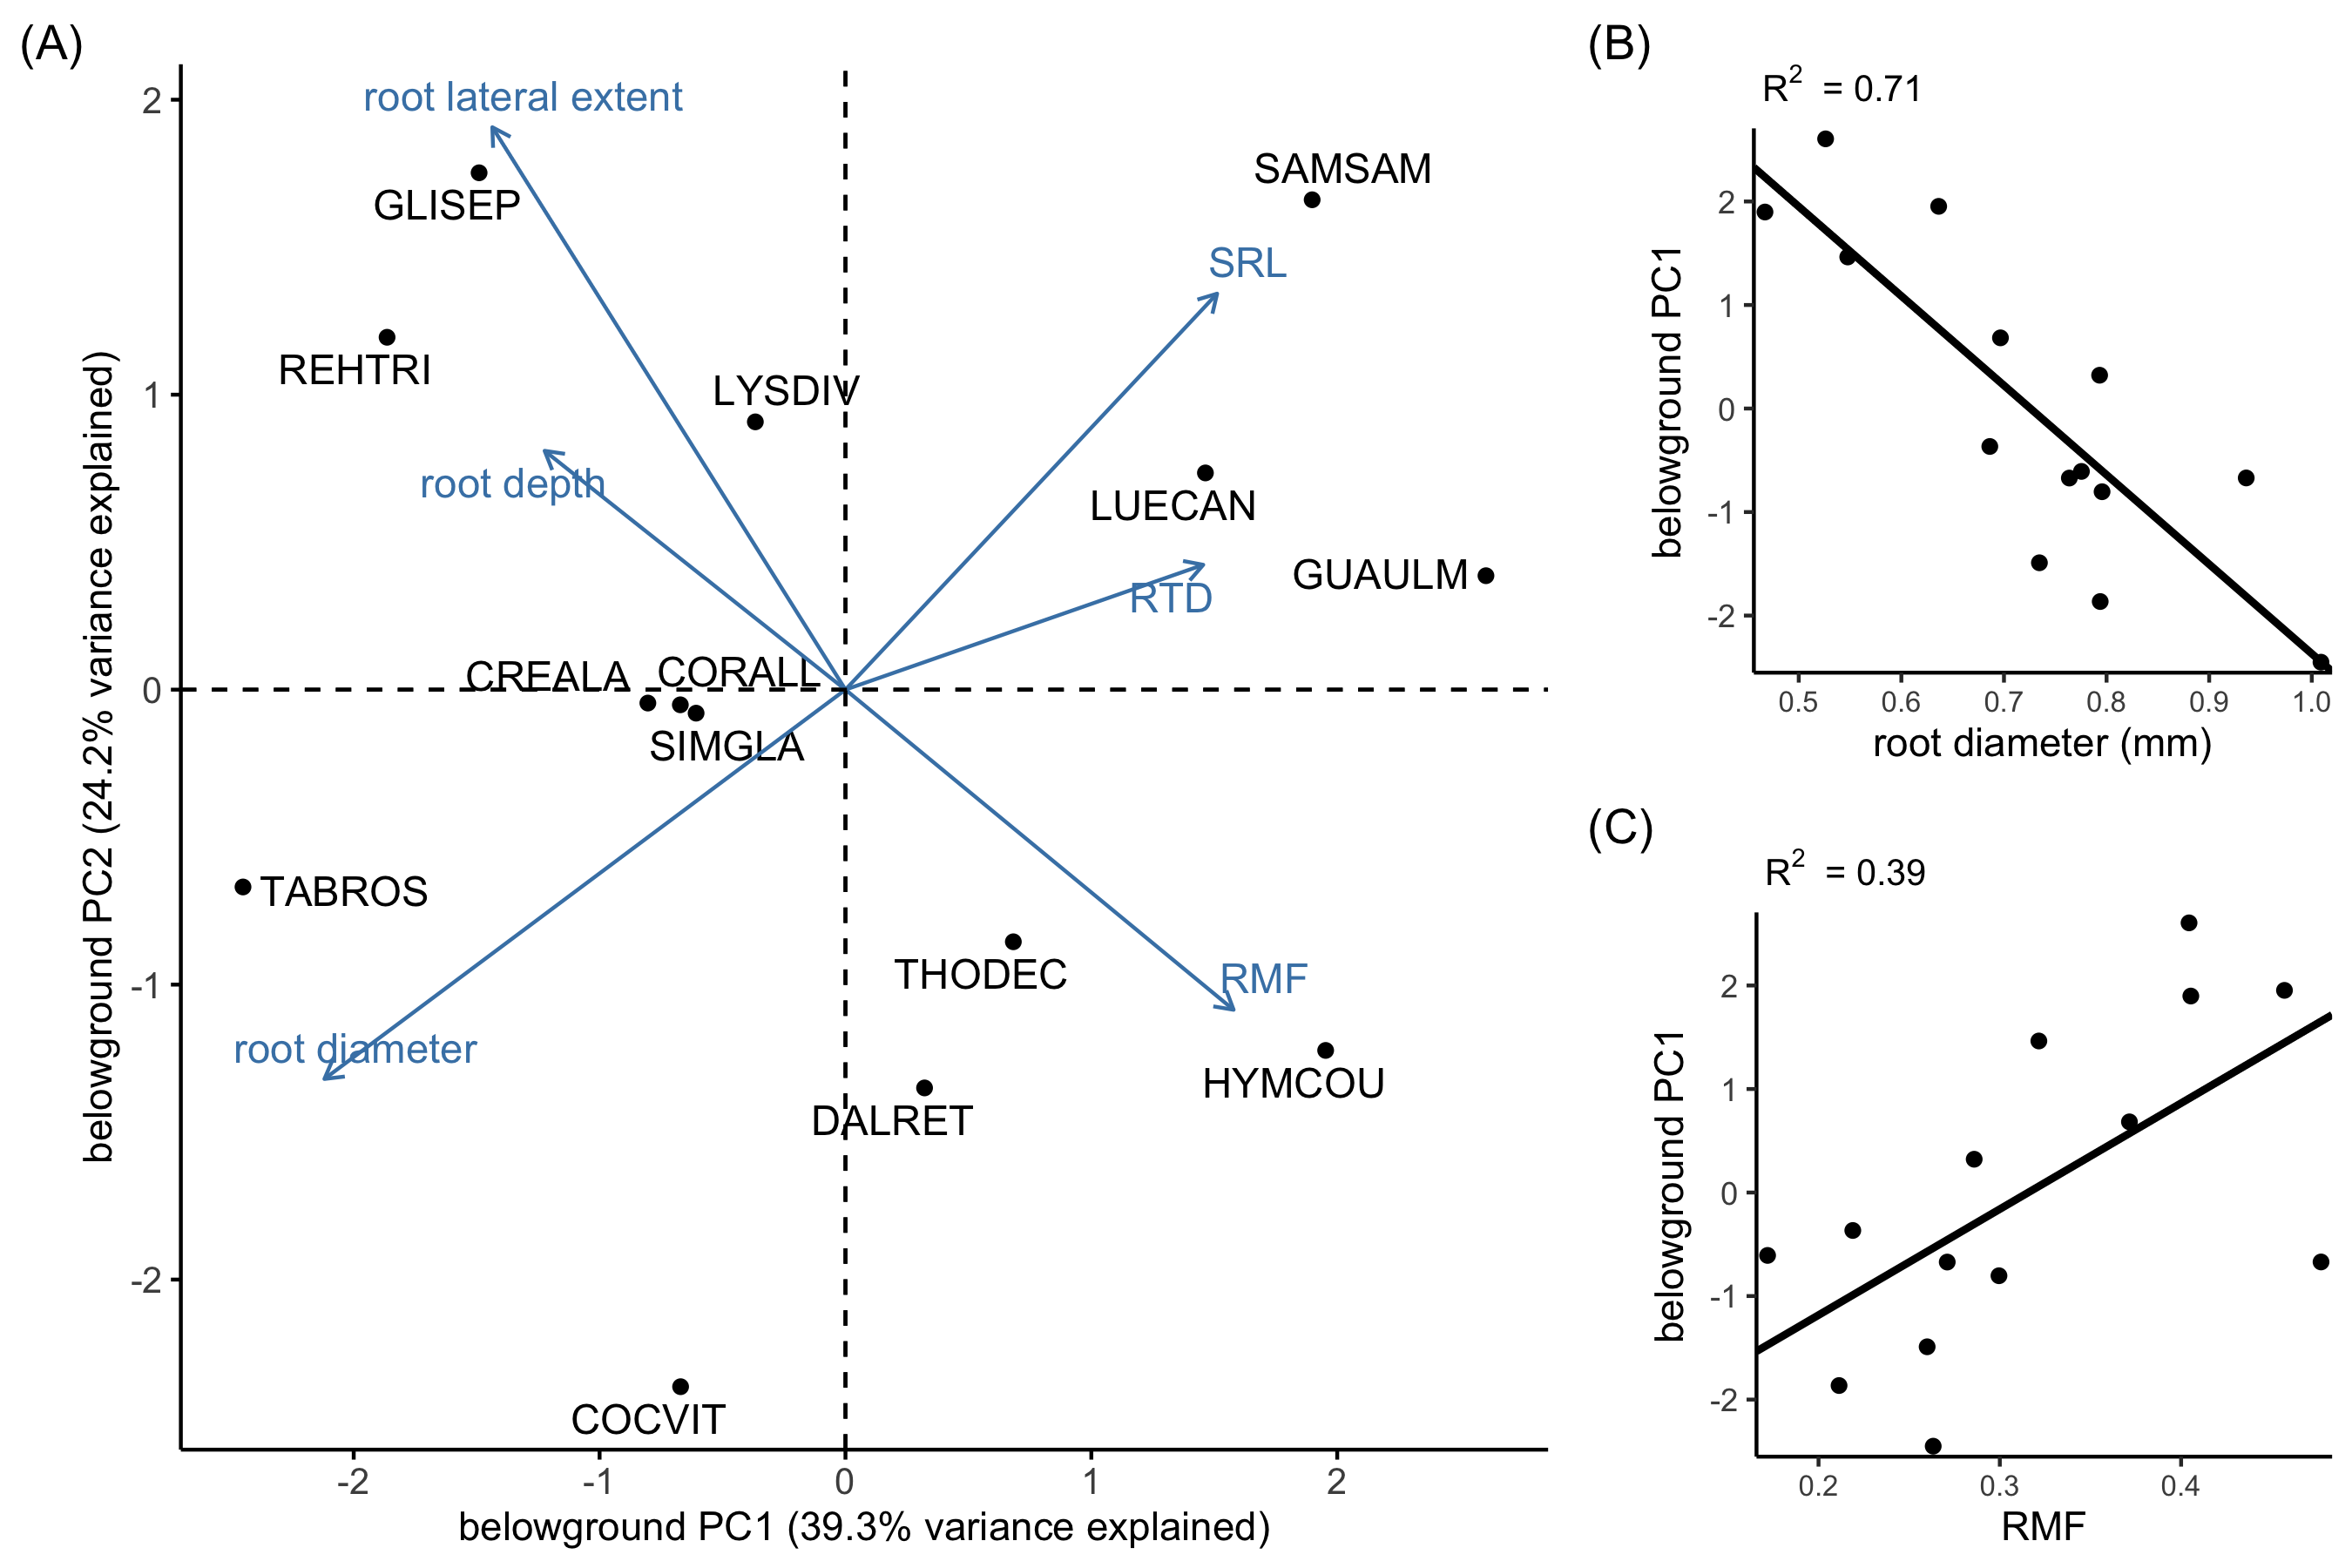 (A)
root lateral extent
GLISEP
SAMSAM
SRL
REHTRI
LYSDIV
root depth
LUECAN
GUAULM
RTD
CREALA
CORALL
SIMGLA
TABROS
THODEC
RMF
root diameter
HYMCOU
DALRET
COCVIT
2
1
0
-1
-2
belowground PC2 (24.2% variance explained)
-2
-1
0
1
2
belowground PC1 (39.3% variance explained)
(B)
R2 = 0.71
2
1
0
-1
-2
belowground PC1
0.5
0.6
0.7
0.8
0.9
1.0
root diameter (mm)
(C)
R2 = 0.39
2
1
0
-1
-2
belowground PC1
0.2
0.3
0.4
RMF